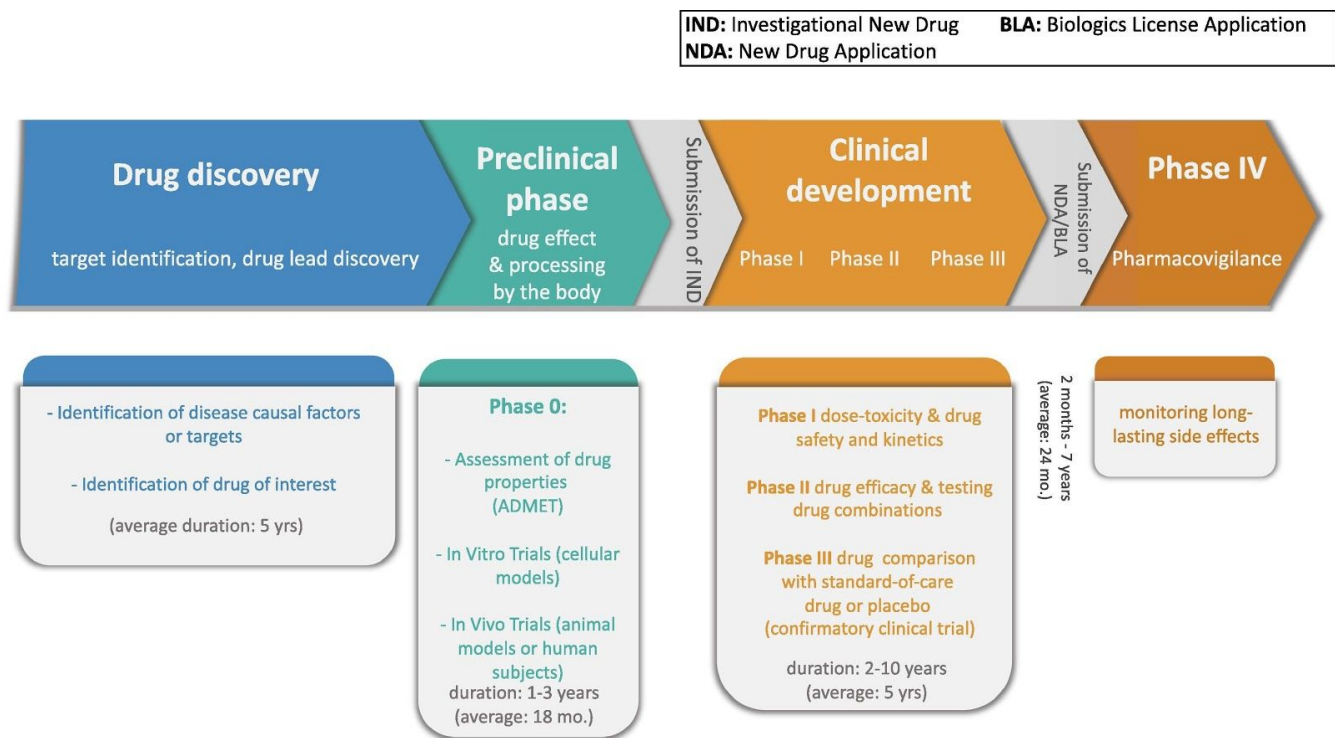 IND: Investigational New Drug BLA: Biologics License Application
NDA: New Drug Application
Drug discovery
target identification, drug lead discovery
Preclinical
phase
drug effect
& processing
by the body
Submission of IND
Clinical
development
Phase I Phase II Phase III
Submission of
NDA/BLA
Phase IV
Pharmacovigilance
- Identification of disease causal factors
or targets
- Identification of drug of interest
(average duration: 5 yrs)
Phase 0:
- Assessment of drug
properties
(ADMET)
- In Vitro Trials (cellular
models)
- In Vivo Trials (animal
models or human
subjects)
duration: 1-3 years
(average: 18 mo.)
Phase I dose-toxicity & drug
safety and kinetics
Phase II drug efficacy & testing
drug combinations
Phase III drug comparison
with standard-of-care
drug or placebo
(confirmatory clinical trial)
duration: 2-10 years
(average: 5 yrs)
2 months - 7 years
(average: 24 mo.)
monitoring long-
lasting side effects